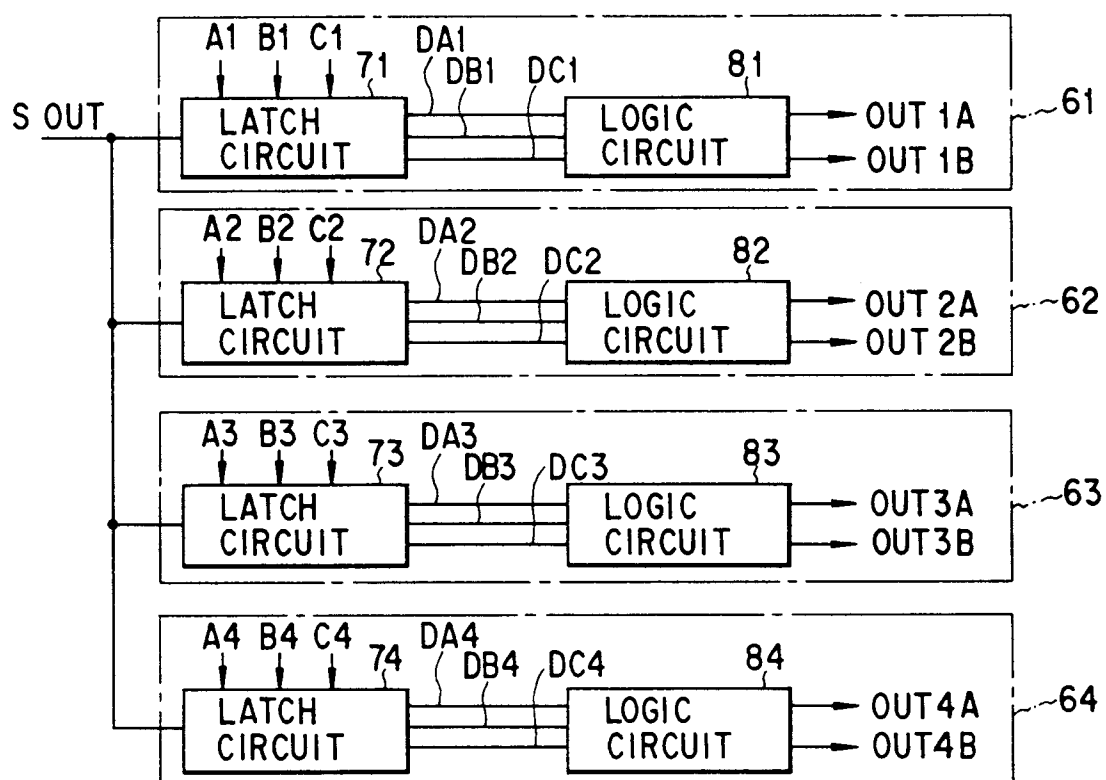 A1 B1 C1 71 DA1 DB1 DC1 81
S OUT LATCH CIRCUIT LOGIC CIRCUIT OUT 1A OUT 1B 61
A2 B2 C2 72 DA2 DB2 DC2 82
LATCH CIRCUIT LOGIC CIRCUIT OUT 2A OUT 2B 62
A3 B3 C3 73 DA3 DB3 DC3 83
LATCH CIRCUIT LOGIC CIRCUIT OUT3A OUT3B 63
A4 B4 C4 74 DA4 DB4 DC4 84
LATCH CIRCUIT LOGIC CIRCUIT OUT4A OUT4B 64